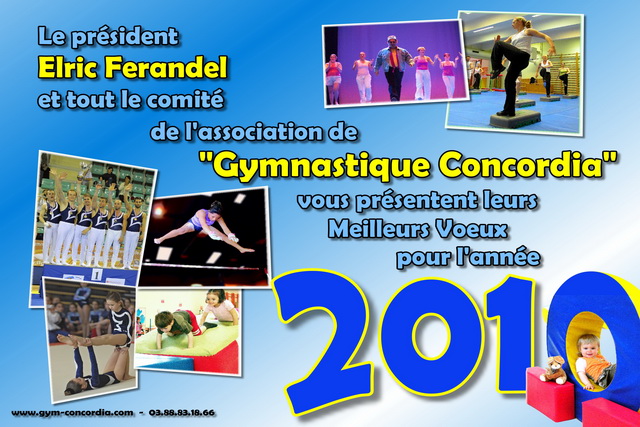 Le président
Elric Ferandel
et tout le comité
de l'association de
"Gymnastique Concordia"
vous présentent leurs
Meilleurs Voeux
pour l'année
2010
1
www.gym-concordia.com - 03.88.83.18.66